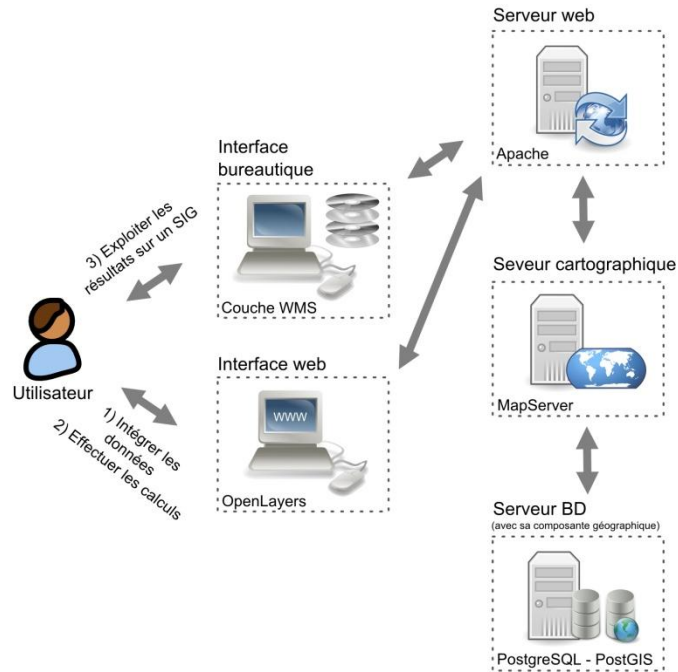 Serveur web
Apache
Interface
bureautique
Couche WMS
3) Exploiter les
résultats sur un SIG
Seveur cartographique
MapServer
Utilisateur
Interface web
www
OpenLayers
1) Intégrer les
données
2) Effectuer les calculs
Serveur BD
(avec sa composante géographique)
PostgreSQL - PostGIS